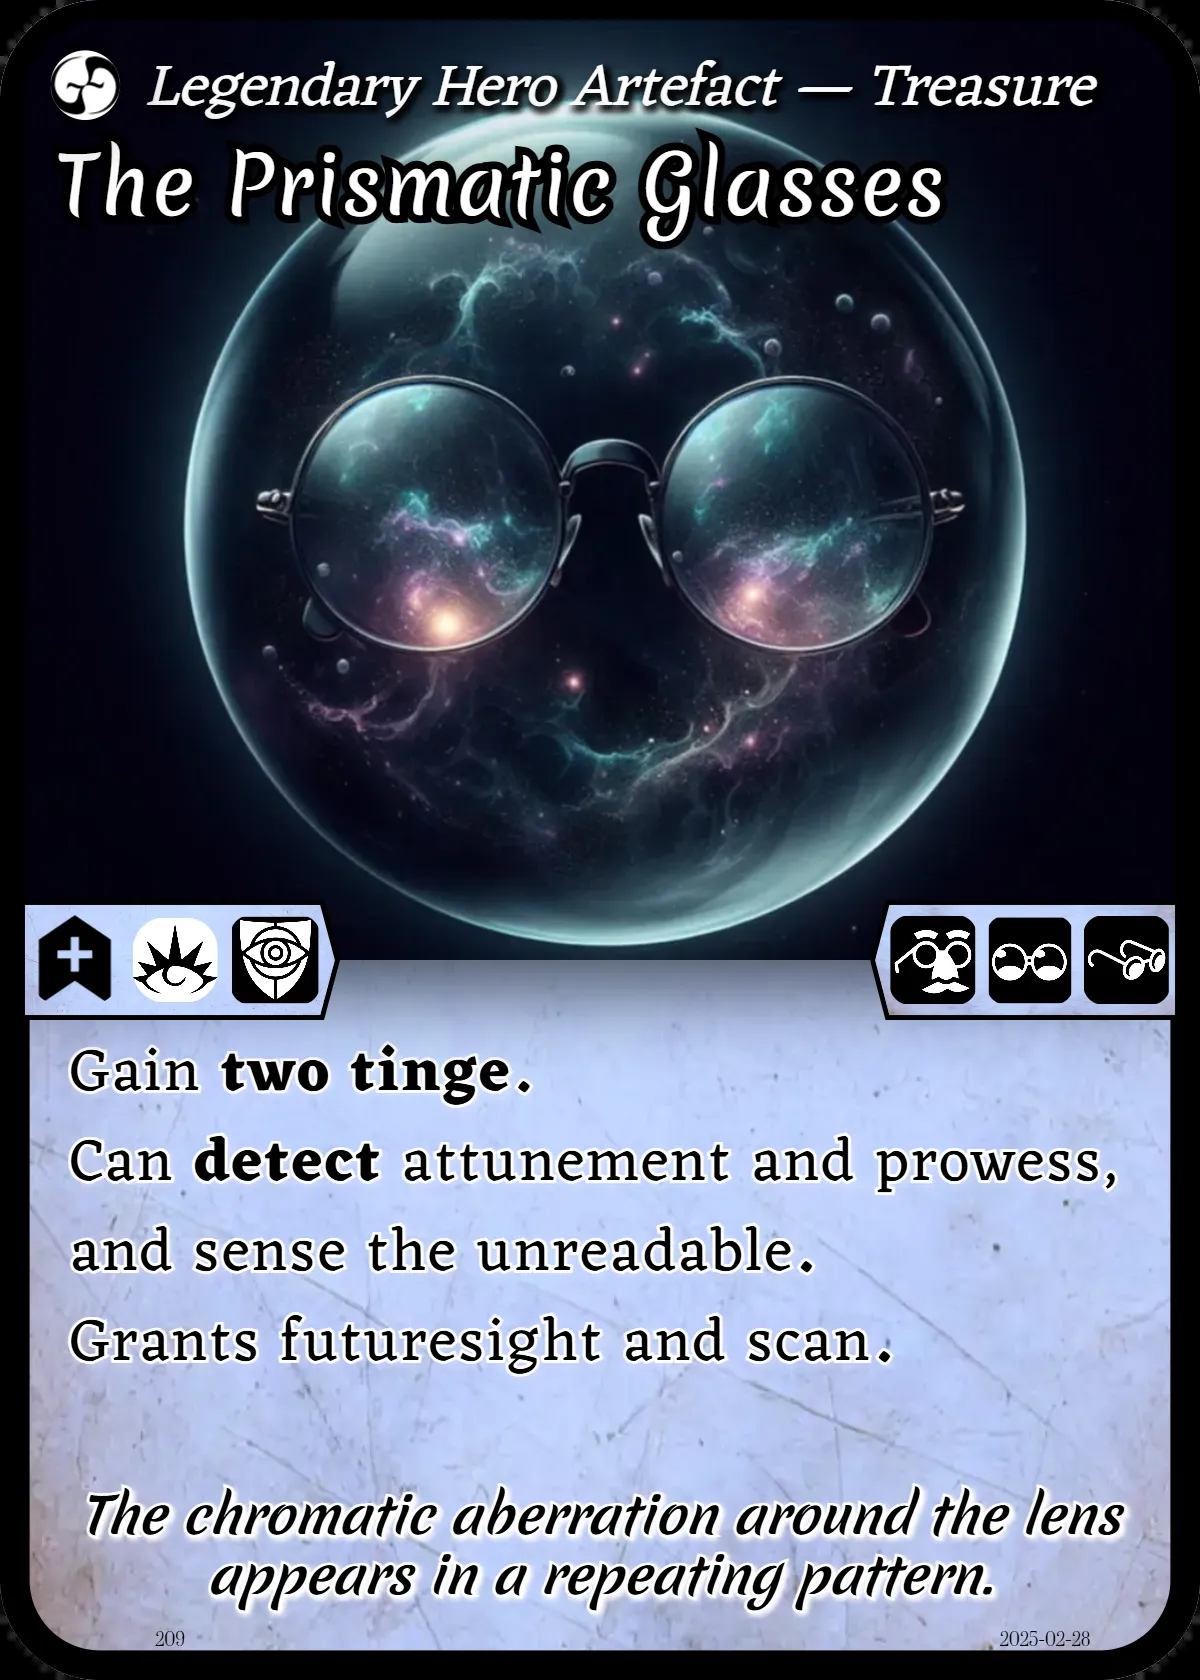 Legendary Hero Artefact — Treasure
The Prismatic Glasses
Gain two tinge.
Can detect attunement and prowess,
and sense the unreadable.
Grants futuresight and scan.
The chromatic aberration around the lens
appears in a repeating pattern.
209
2025-02-28